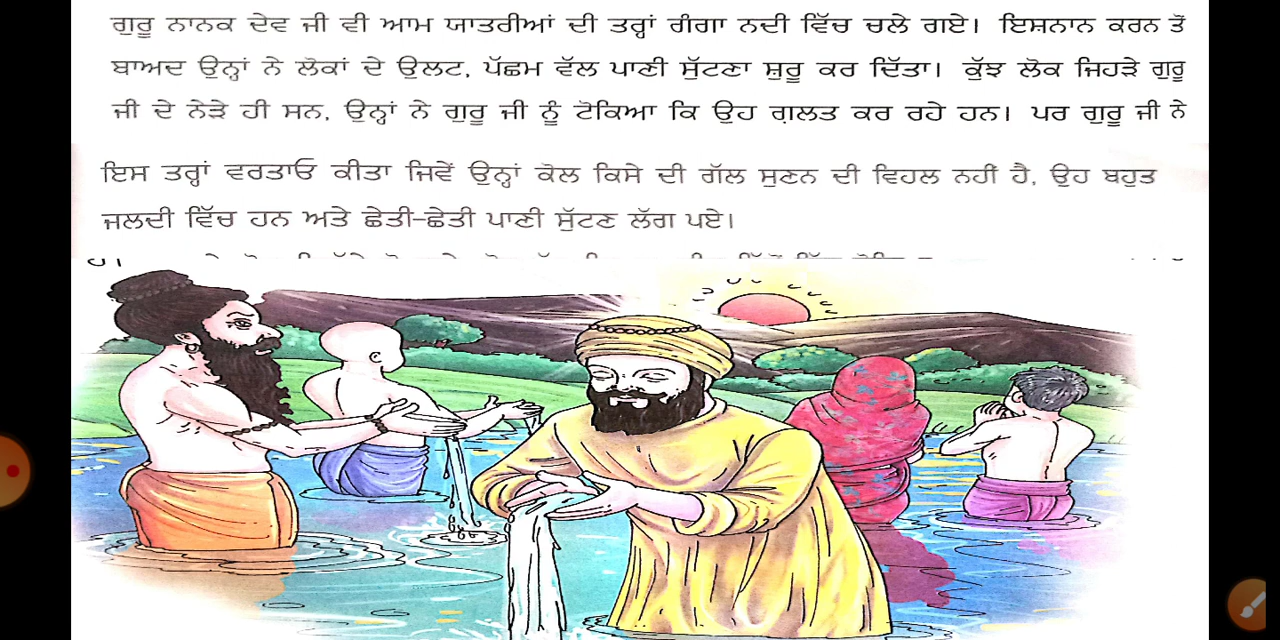 ਗੁਰੂ ਨਾਨਕ ਦੇਵ ਜੀ ਵੀ ਆਮ ਯਾਤਰੀਆਂ ਦੀ ਤਰ੍ਹਾਂ ਗੰਗਾ ਨਦੀ ਵਿੱਚ ਚਲੇ ਗਏ। ਇਸ਼ਨਾਨ ਕਰਨ ਤੋਂ
ਬਾਅਦ ਉਨ੍ਹਾਂ ਨੇ ਲੋਕਾਂ ਦੇ ਉਲਟ, ਪੱਛਮ ਵੱਲ ਪਾਣੀ ਸੁੱਟਣਾ ਸ਼ੁਰੂ ਕਰ ਦਿੱਤਾ। ਕੁੱਝ ਲੋਕ ਜਿਹੜੇ ਗੁਰੂ
ਜੀ ਦੇ ਨੇੜੇ ਹੀ ਸਨ, ਉਨ੍ਹਾਂ ਨੇ ਗੁਰੂ ਜੀ ਨੂੰ ਟੋਕਿਆ ਕਿ ਉਹ ਗ਼ਲਤ ਕਰ ਰਹੇ ਹਨ। ਪਰ ਗੁਰੂ ਜੀ ਨੇ
ਇਸ ਤਰ੍ਹਾਂ ਵਰਤਾਓ ਕੀਤਾ ਜਿਵੇਂ ਉਨ੍ਹਾਂ ਕੋਲ ਕਿਸੇ ਦੀ ਗੱਲ ਸੁਣਨ ਦੀ ਵਿਹਲ ਨਹੀਂ ਹੈ, ਉਹ ਬਹੁਤ
ਜਲਦੀ ਵਿੱਚ ਹਨ ਅਤੇ ਛੇਤੀ-ਛੇਤੀ ਪਾਣੀ ਸੁੱਟਣ ਲੱਗ ਪਏ।